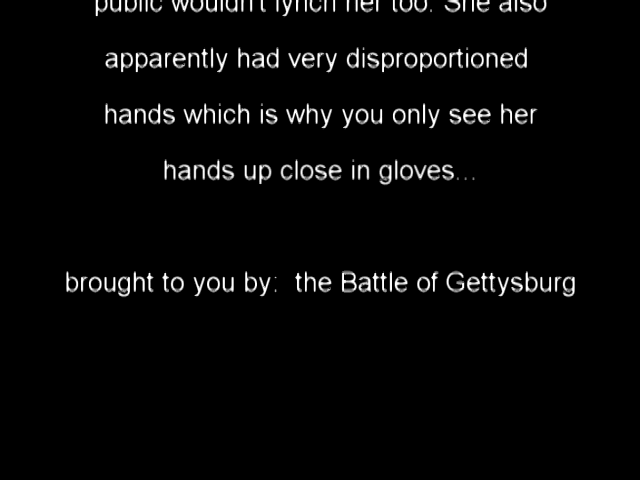 public wouldn't lynch her too. She also
apparently had very disproportioned
hands which is why you only see her
hands up close in gloves...
brought to you by:  the Battle of Gettysburg